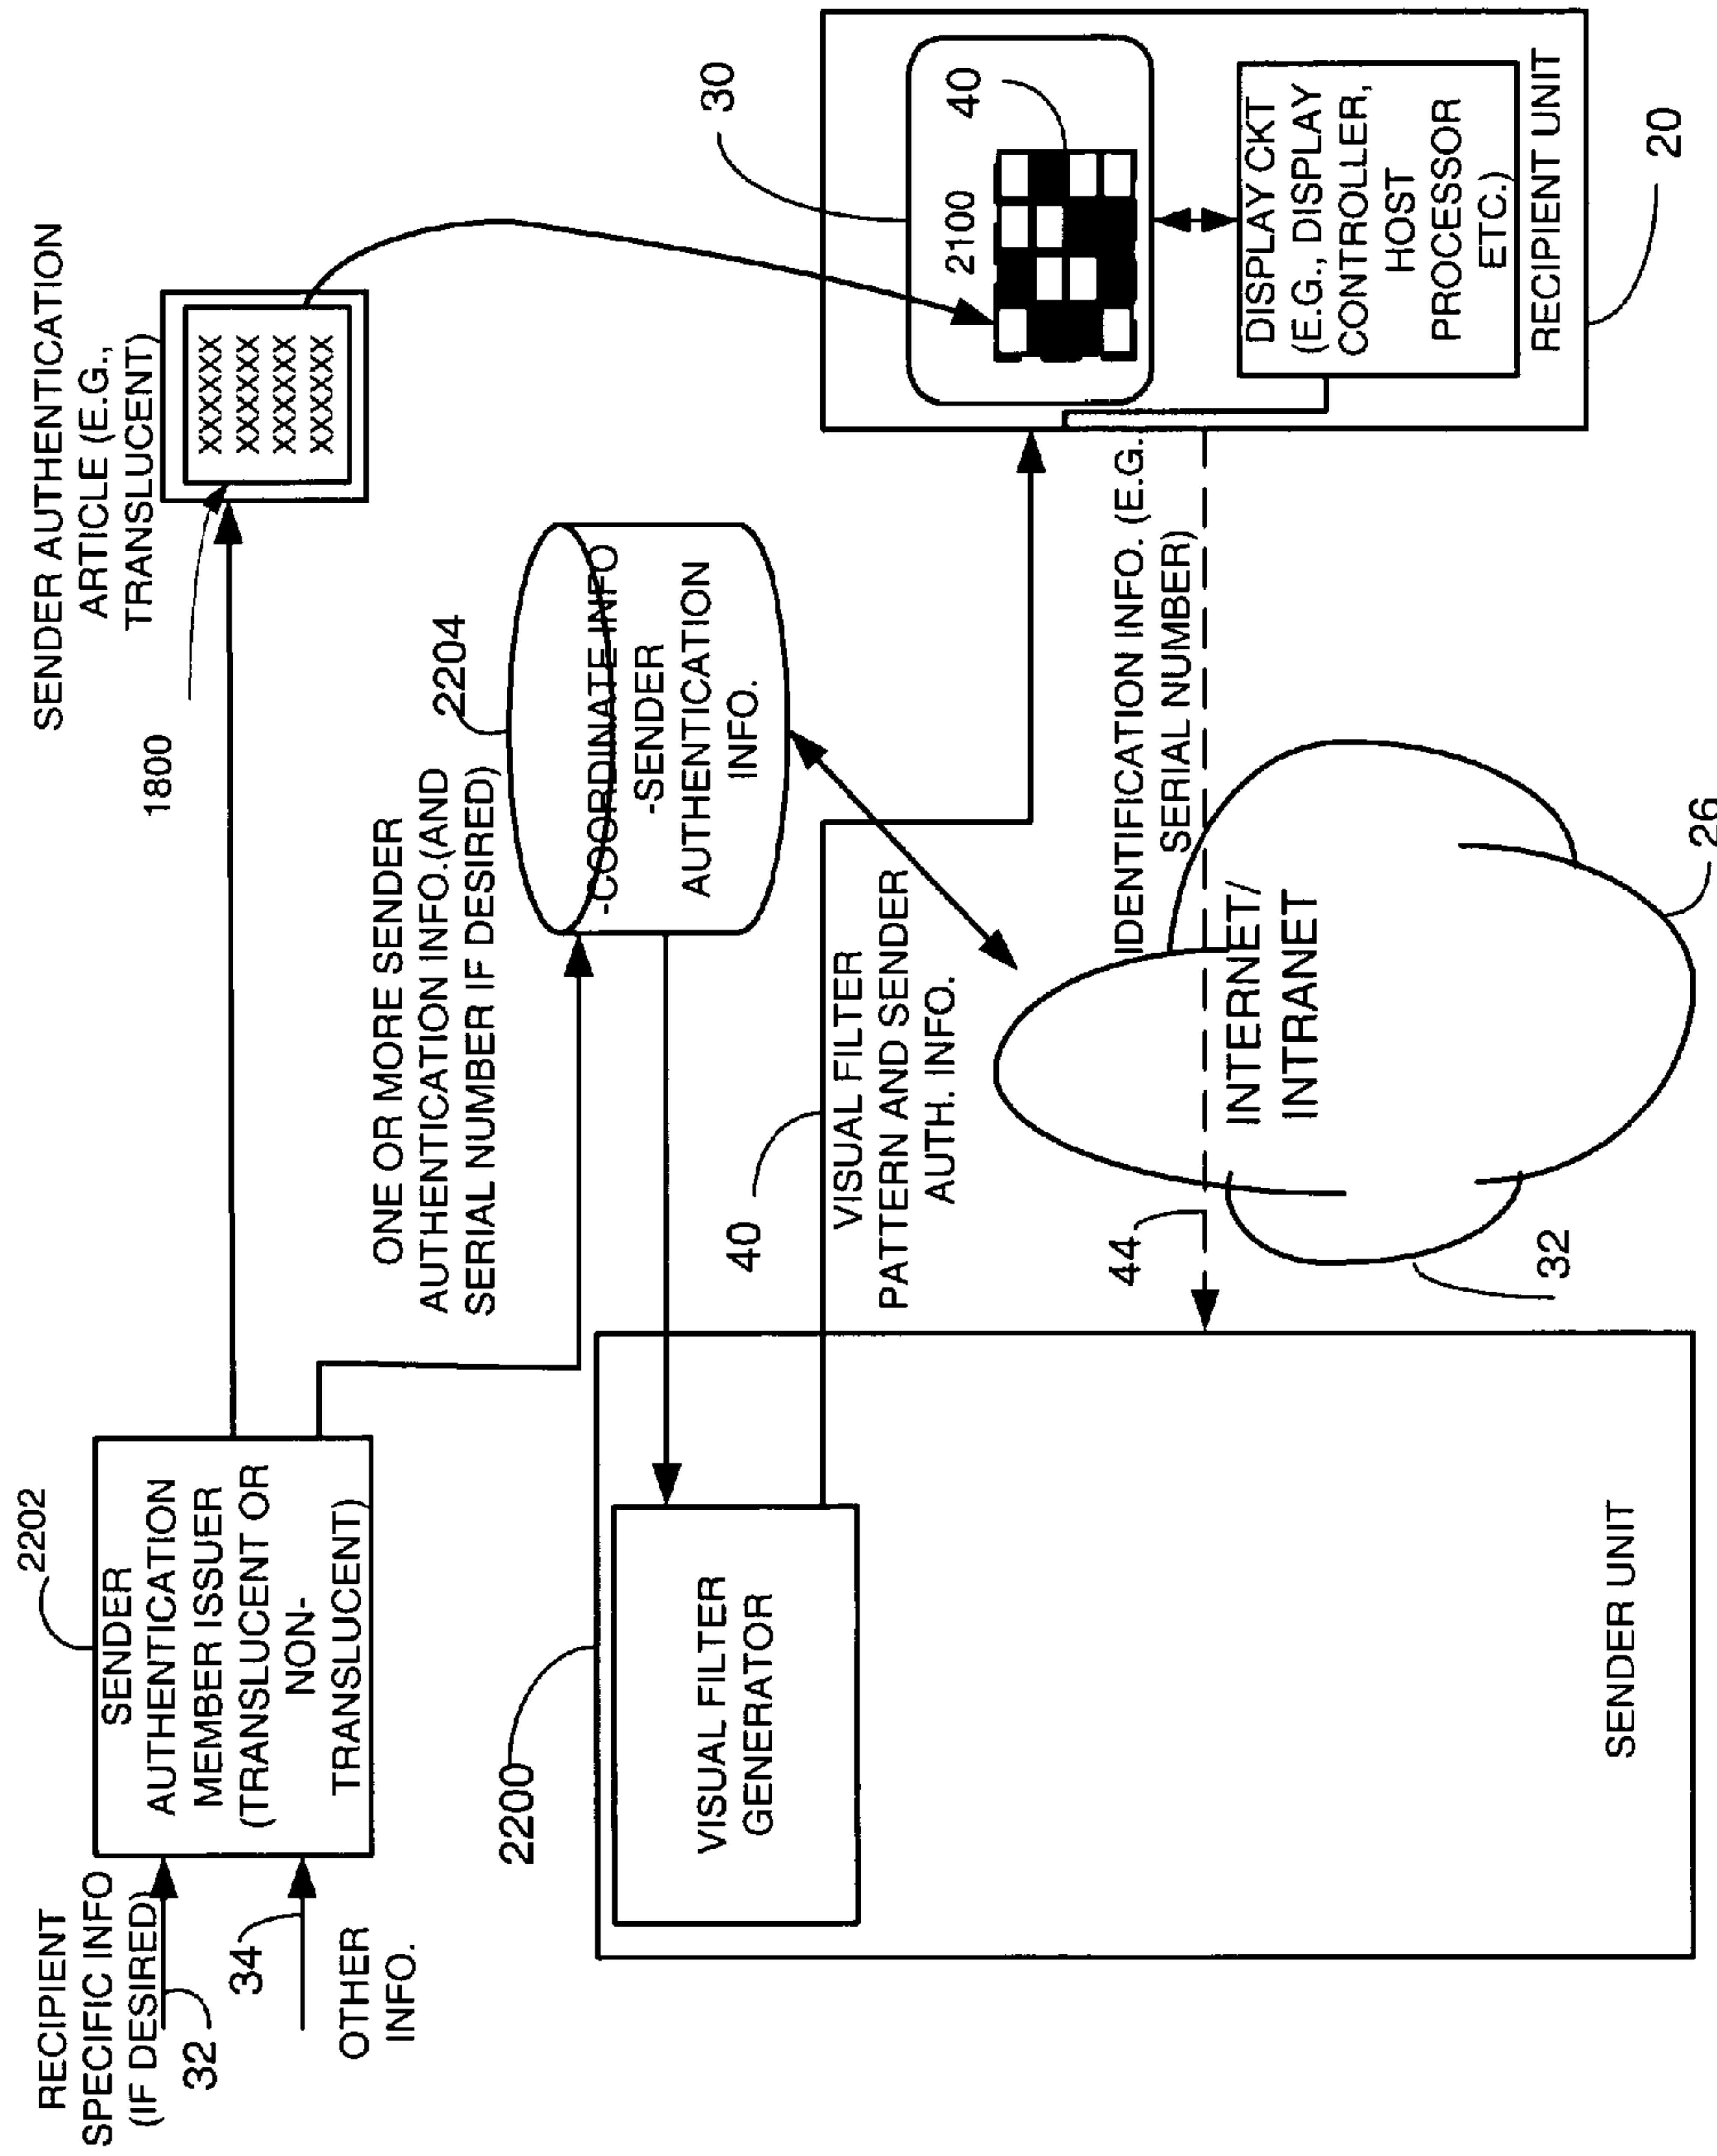 RECIPIENT
SPECIFIC INFO
(IF DESIRED)
32
34
OTHER
INFO.
2202
SENDER
AUTHENTICATION
MEMBER ISSUER
(TRANSLUCENT OR
NON-
TRANSLUCENT)
SENDER AUTHENTICATION
ARTICLE (E.G.,
TRANSLUCENT)
1800
XXXXXX
XXXXXX
XXXXXX
XXXXXX
ONE OR MORE SENDER
AUTHENTICATION INFO.(AND
SERIAL NUMBER IF DESIRED)
2204
-COORDINATE INFO
-SENDER
AUTHENTICATION
INFO.
2200
VISUAL FILTER
GENERATOR
SENDER UNIT
40
VISUAL FILTER
PATTERN AND SENDER
AUTH. INFO.
44
IDENTIFICATION INFO. (E.G.
SERIAL NUMBER)
INTERNET/
INTRANET
32
26
30
2100
40
DISPLAY CKT
(E.G., DISPLAY
CONTROLLER,
HOST
PROCESSOR
ETC.)
RECIPIENT UNIT
20